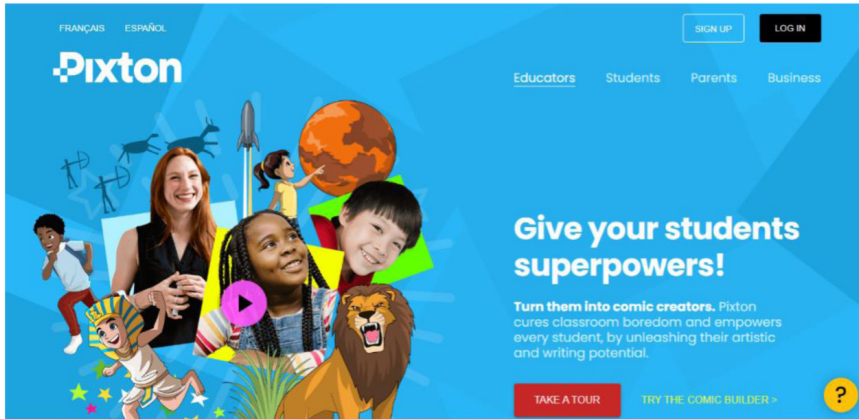 FRANÇAIS ESPAÑOL
SIGN UP LOG IN
Pixton
Educators Students Parents Business
Give your students
superpowers!
Turn them into comic creators. Pixton
cures classroom boredom and empowers
every student, by unleashing their artistic
and writing potential.
TAKE A TOUR TRY THE COMIC BUILDER >
?